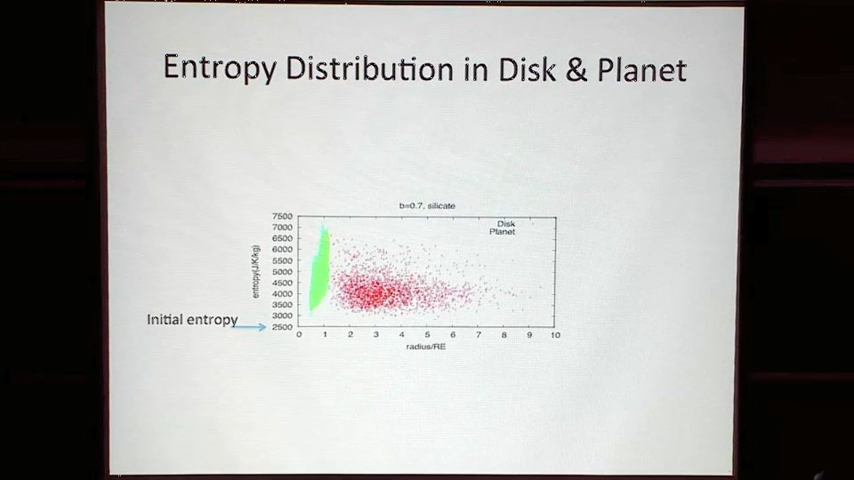 Entropy Distribution in Disk & Planet
b=0.7, silicate
7500
7000
6500
6000
5500
5000
4500
4000
3500
3000
2500
entropy(J/K/kg)
Disk
Planet
Initial entropy
0 1 2 3 4 5 6 7 8 9 10
radius/RE